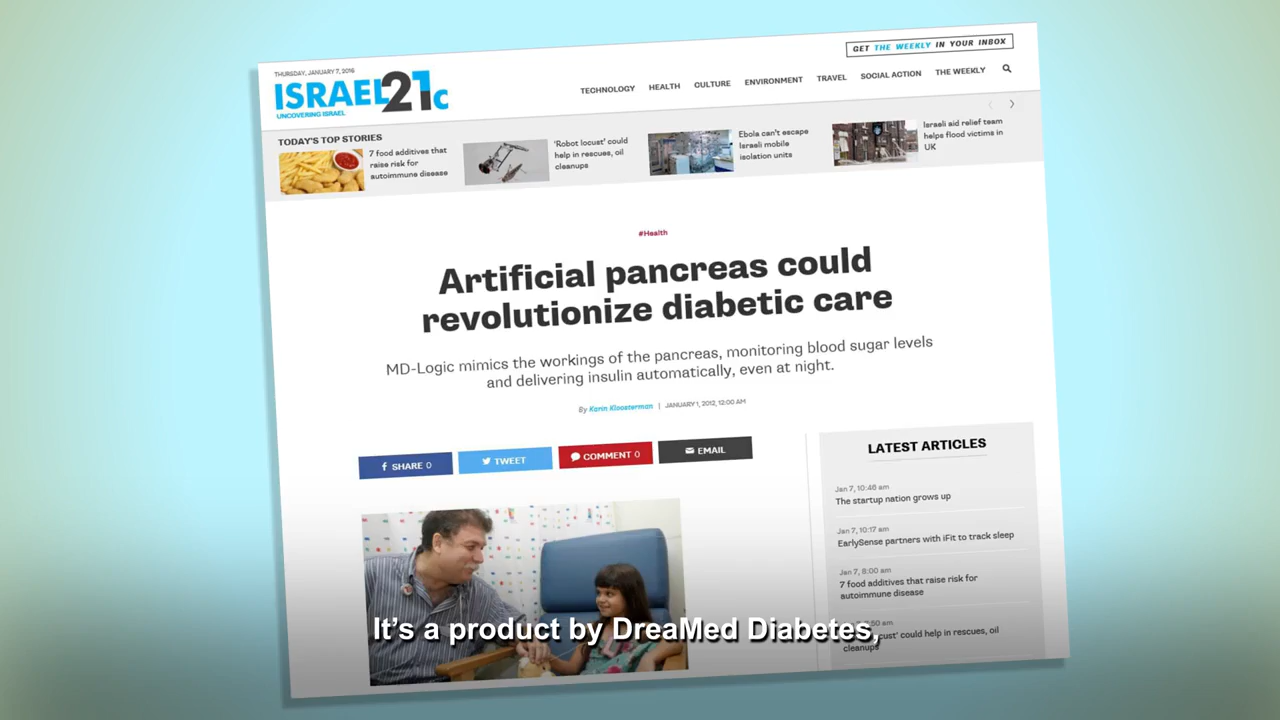 THURSDAY, JANUARY 7, 2016
ISRAEL21c
UNCOVERING ISRAEL
GET THE WEEKLY IN YOUR INBOX
TECHNOLOGY HEALTH CULTURE ENVIRONMENT TRAVEL SOCIAL ACTION THE WEEKLY
TODAY'S TOP STORIES
7 food additives that
raise risk for
autoimmune disease
'Robot locust' could
help in rescues, oil
cleanups
Ebola can't escape
Israeli mobile
isolation units
Israeli aid relief team
helps flood victims in
UK
#Health
Artificial pancreas could
revolutionize diabetic care
MD-Logic mimics the workings of the pancreas, monitoring blood sugar levels
and delivering insulin automatically, even at night.
By Karin Kloosterman | JANUARY 1, 2012, 12:00 AM
SHARE 0 TWEET COMMENT 0 EMAIL
LATEST ARTICLES
Jan 7, 10:46 am
The startup nation grows up
Jan 7, 10:17 am
EarlySense partners with iFit to track sleep
Jan 7, 8:00 am
7 food additives that raise risk for
autoimmune disease
:50 am
could help in rescues, oil
cleanups
It's a product by DreaMed Diabetes,